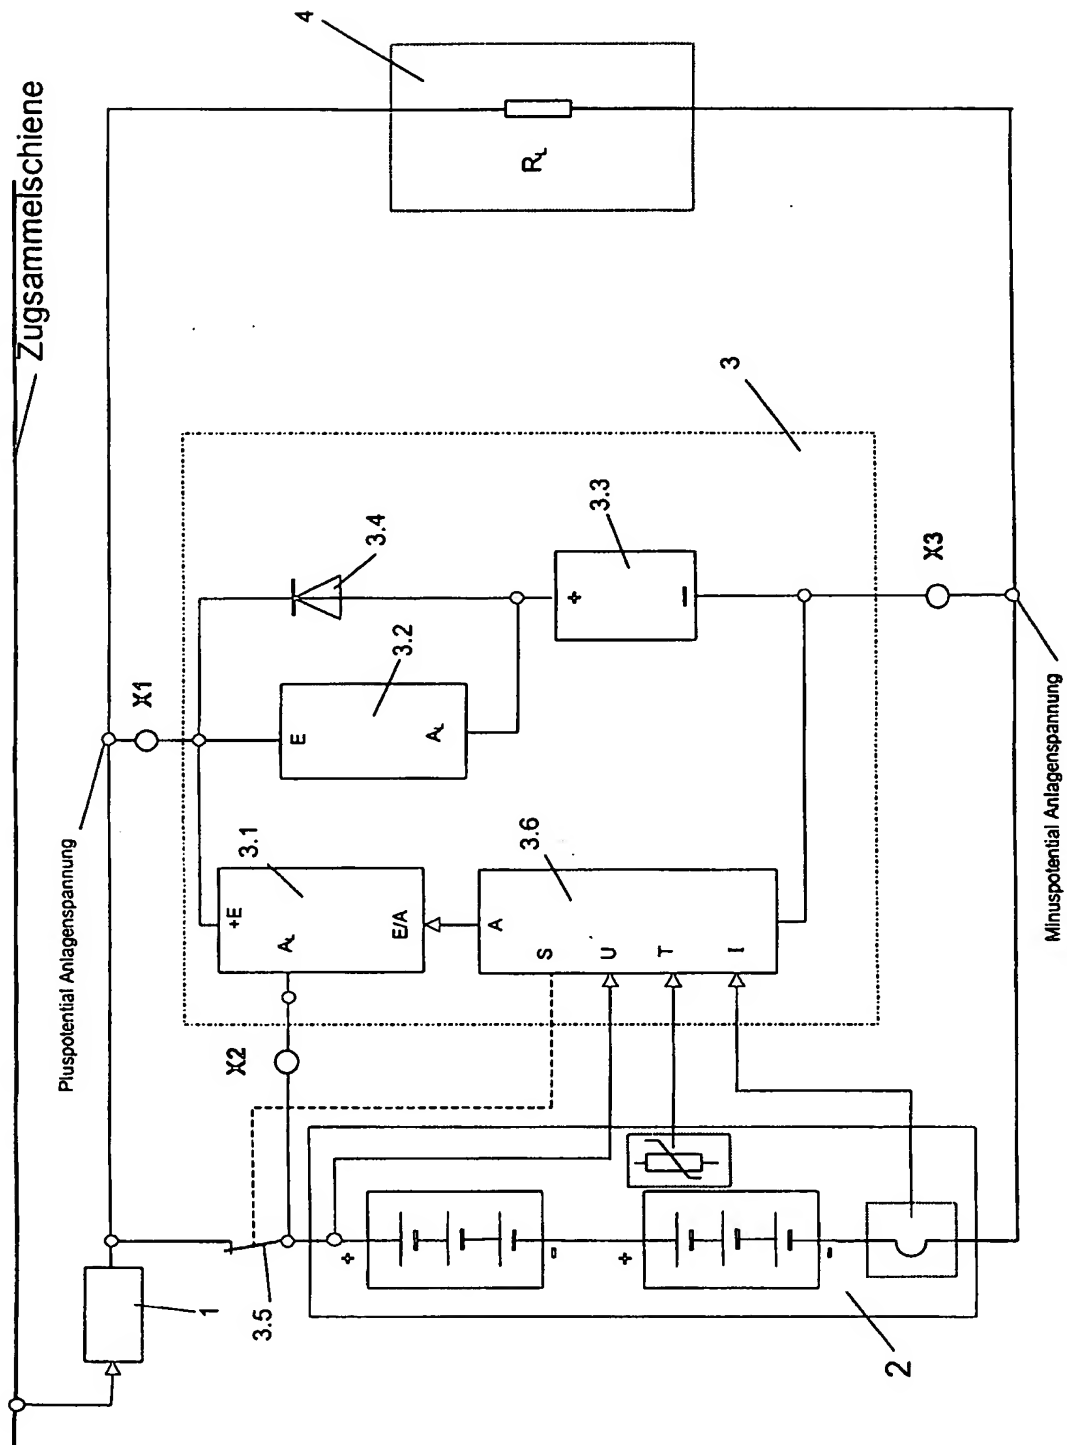 Zugsammelschiene
4
R_L
Pluspotential Anlagenspannung
X1
3
3.4
3.2
E
A_L
3.3
+
−
X3
Minuspotential Anlagenspannung
3.1
+E
A_L
E/A
3.6
A
S
U
T
I
X2
1
3.5
+
-
+
-
2